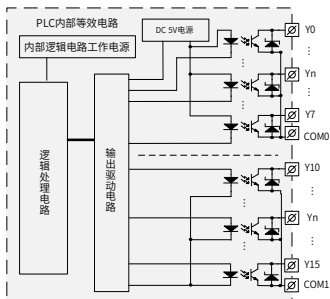 PLC内部等效电路
DC 5V电源
内部逻辑电路工作电源
逻辑处理电路
输出驱动电路
Y0
⋮
Yn
⋮
Y7
COM0
Y10
⋮
Yn
⋮
Y15
COM1